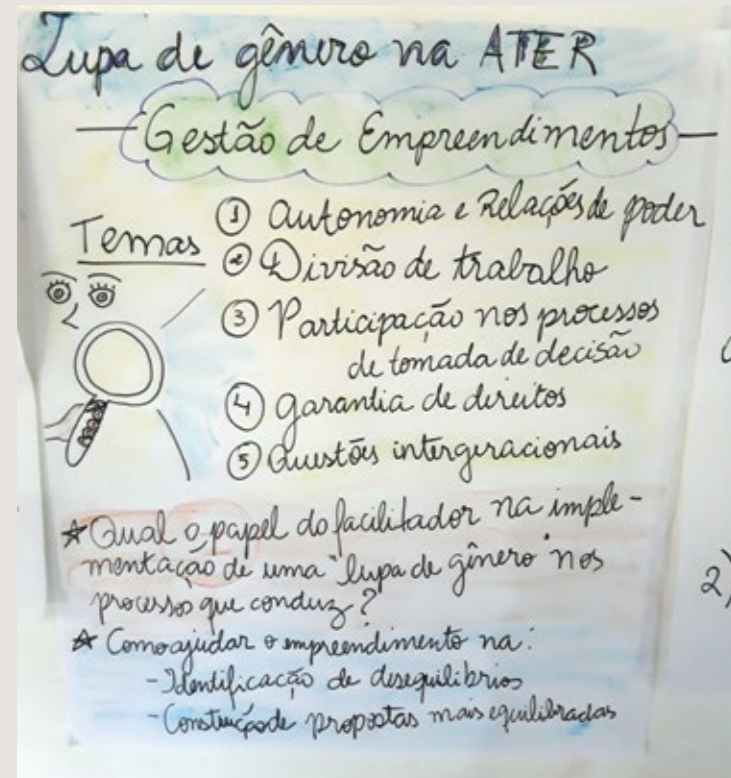 Lupa de gênero na ATER
Gestão de Empreendimentos
Temas
① Autonomia e Relações de poder
② Divisão de trabalho
③ Participação nos processos
de tomada de decisão
④ Garantia de direitos
⑤ Questões intergeracionais
☆ Qual o papel do facilitador na imple-
mentação de uma "lupa de gênero" nos
processos que conduz?
☆ Como ajudar o empreendimento na:
- Identificação de desequilíbrios
- Construção de propostas mais equilibradas
2)